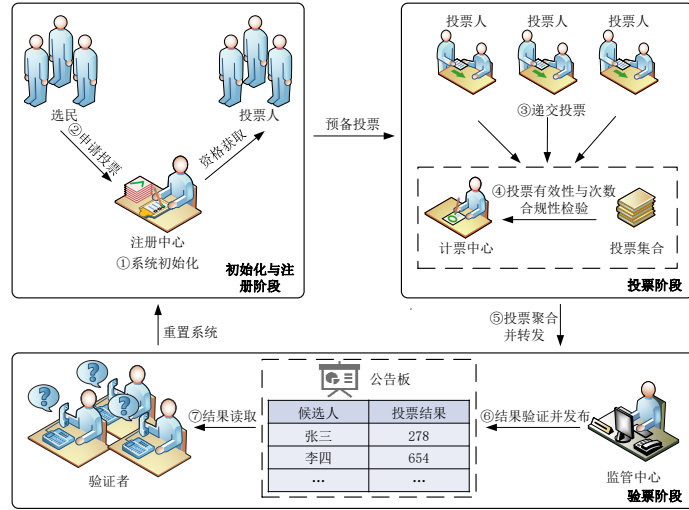 选民
投票人
②申请投票
资格获取
注册中心
①系统初始化
初始化与注
册阶段
预备投票
投票人
投票人
投票人
③递交投票
④投票有效性与次数
合规性检验
计票中心
投票集合
投票阶段
重置系统
⑤投票聚合
并转发
公告板
候选人 投票结果
张三 278
李四 654
… …
⑦结果读取
⑥结果验证并发布
验证者
监管中心
验票阶段